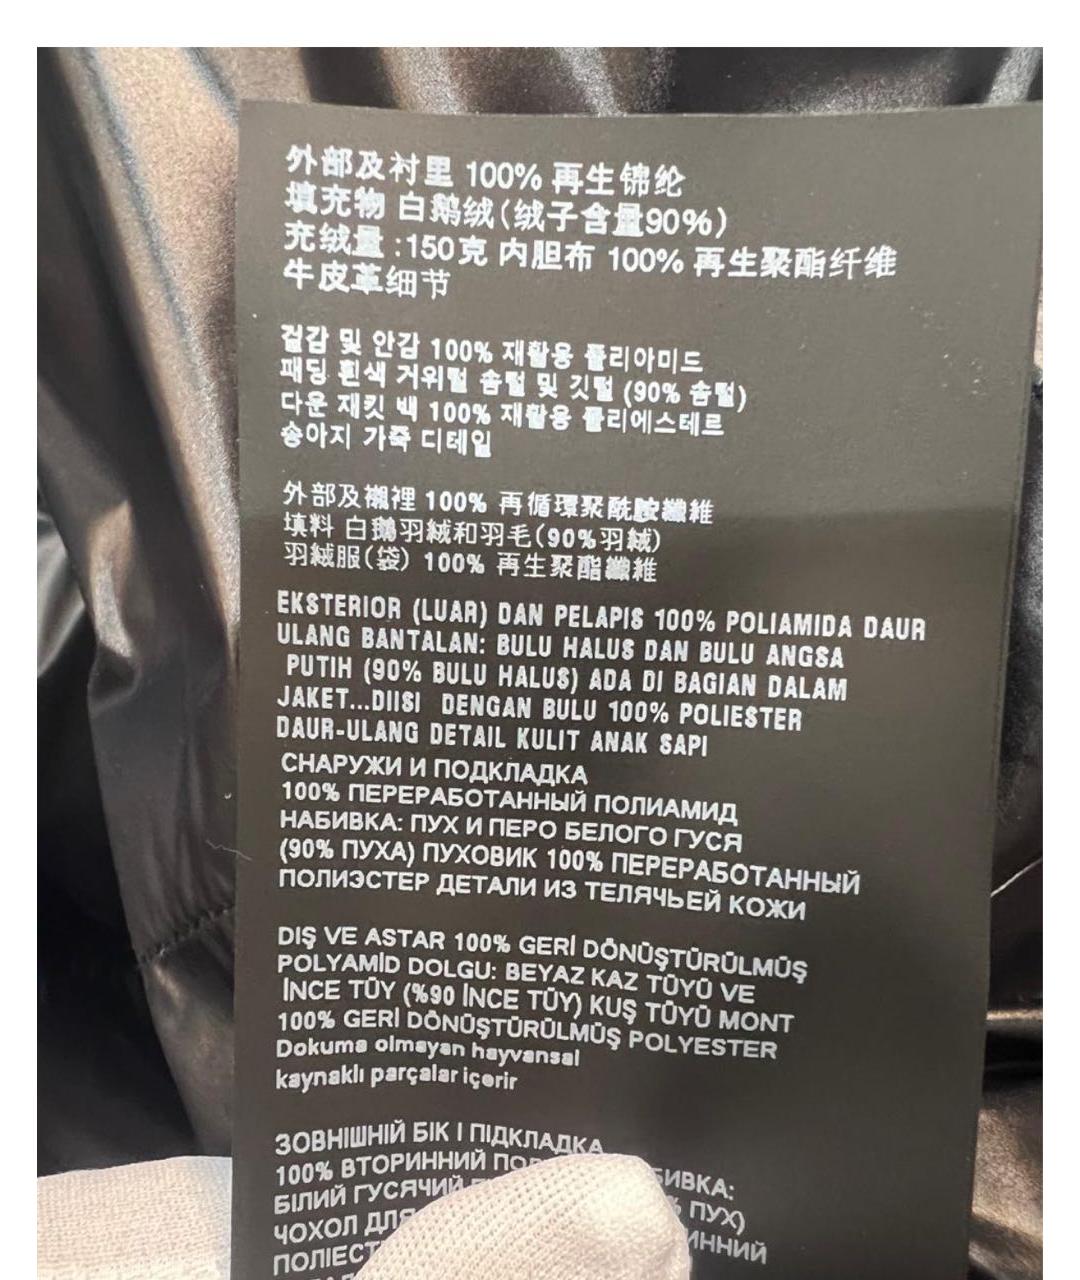 外部及衬里 100% 再生锦纶
填充物 白鹅绒(绒子含量90%)
充绒量:150克 内胆布 100% 再生聚酯纤维
牛皮革细节
겉감 및 안감 100% 재활용 폴리아미드
패딩 흰색 거위털 솜털 및 깃털 (90% 솜털)
다운 재킷 백 100% 재활용 폴리에스테르
송아지 가죽 디테일
外部及襯裡 100% 再循環聚酰胺纖維
填料 白鵝羽絨和羽毛(90%羽絨)
羽絨服(袋) 100% 再生聚酯纖維
EKSTERIOR (LUAR) DAN PELAPIS 100% POLIAMIDA DAUR
ULANG BANTALAN: BULU HALUS DAN BULU ANGSA
PUTIH (90% BULU HALUS) ADA DI BAGIAN DALAM
JAKET...DIISI DENGAN BULU 100% POLIESTER
DAUR-ULANG DETAIL KULIT ANAK SAPI
СНАРУЖИ И ПОДКЛАДКА
100% ПЕРЕРАБОТАННЫЙ ПОЛИАМИД
НАБИВКА: ПУХ И ПЕРО БЕЛОГО ГУСЯ
(90% ПУХА) ПУХОВИК 100% ПЕРЕРАБОТАННЫЙ
ПОЛИЭСТЕР ДЕТАЛИ ИЗ ТЕЛЯЧЬЕЙ КОЖИ
DIŞ VE ASTAR 100% GERİ DÖNÜŞTÜRÜLMÜŞ
POLYAMİD DOLGU: BEYAZ KAZ TÜYÜ VE
İNCE TÜY (%90 İNCE TÜY) KUŞ TÜYÜ MONT
100% GERİ DÖNÜŞTÜRÜLMÜŞ POLYESTER
Dokuma olmayan hayvansal
kaynaklı parçalar içerir
ЗОВНІШНІЙ БІК І ПІДКЛАДКА
100% ВТОРИННИЙ
БІЛИЙ ГУСЯЧИЙ ПУХ)
ЧОХОЛ